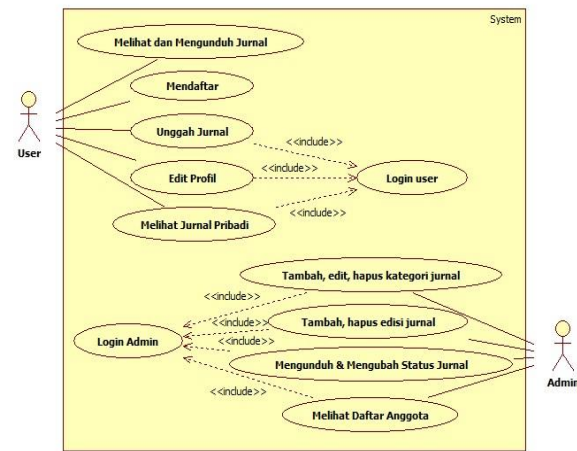 System
Melihat dan Mengunduh Jurnal
Mendaftar
Unggah Jurnal
<<include>>
User
<<include>>
Edit Profil
Login user
<<include>>
Melihat Jurnal Pribadi
Tambah, edit, hapus kategori jurnal
<<include>>
Tambah, hapus edisi jurnal
<<include>>
Login Admin
<<include>>
Mengunduh & Mengubah Status Jurnal
Admin
<<include>>
Melihat Daftar Anggota